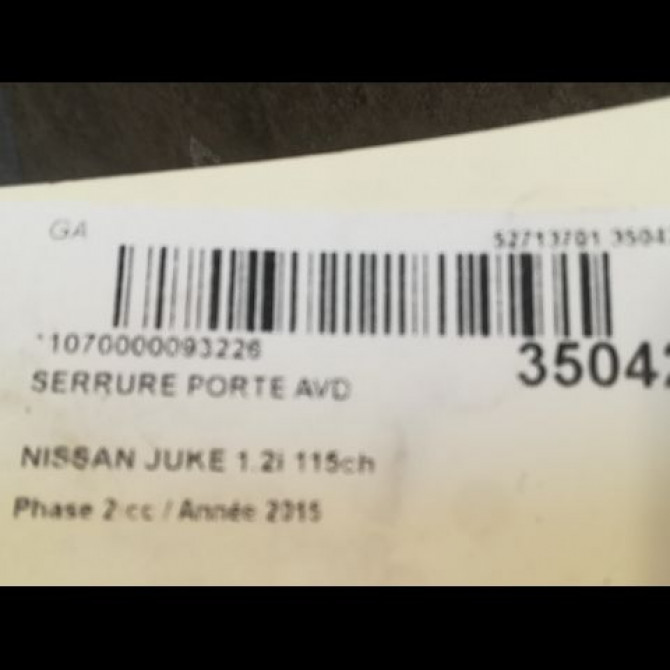 GA
52713701 3504
*1070000093226
35042
SERRURE PORTE AVD
NISSAN JUKE 1.2i 115ch
Phase 2 cc / Année 2015